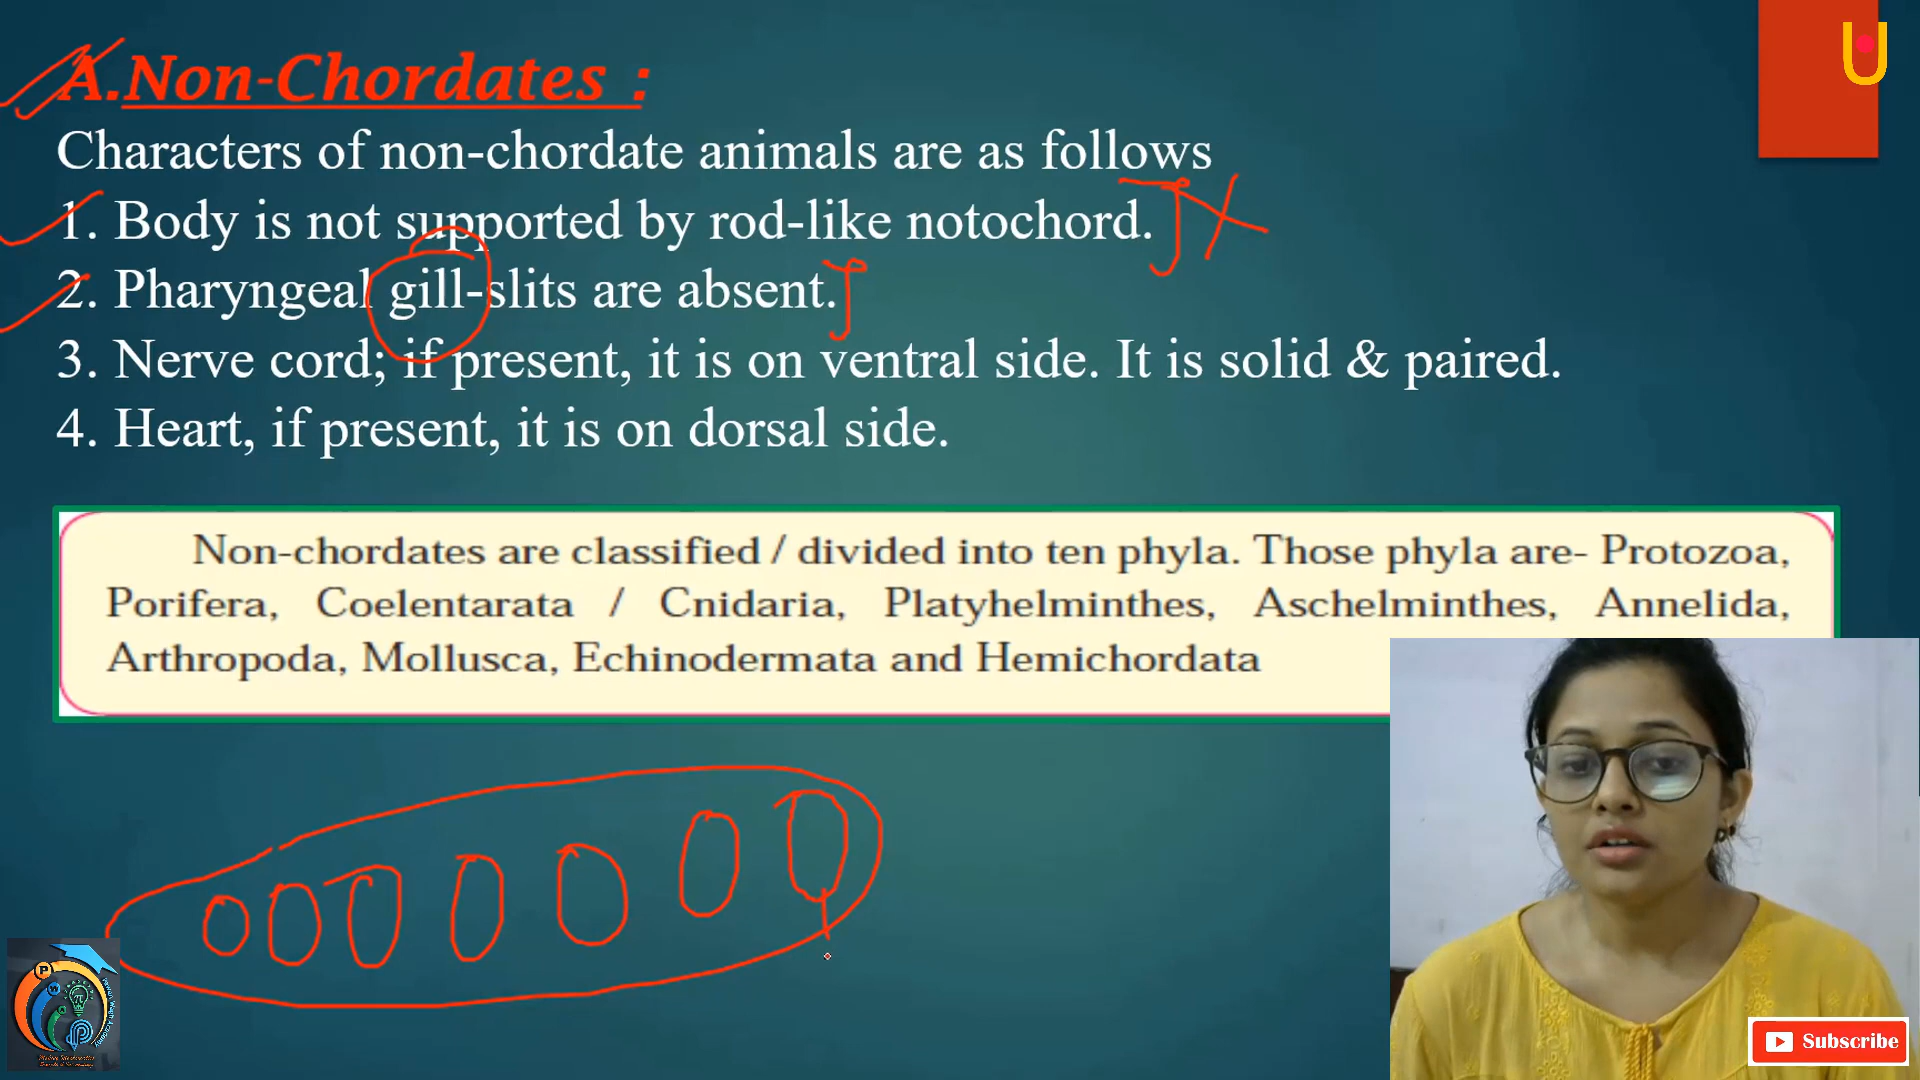 A.Non-Chordates :
Characters of non-chordate animals are as follows
1. Body is not supported by rod-like notochord.
2. Pharyngeal gill-slits are absent.
3. Nerve cord; if present, it is on ventral side. It is solid & paired.
4. Heart, if present, it is on dorsal side.
Non-chordates are classified / divided into ten phyla. Those phyla are- Protozoa,
Porifera, Coelentarata / Cnidaria, Platyhelminthes, Aschelminthes, Annelida,
Arthropoda, Mollusca, Echinodermata and Hemichordata
Subscribe